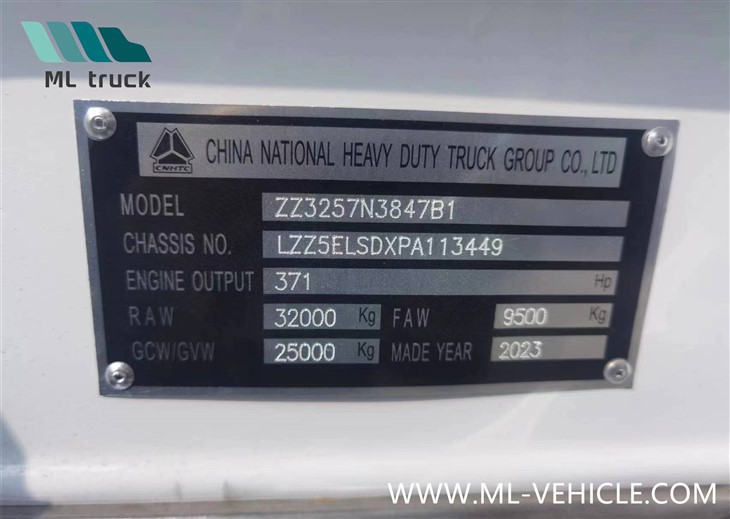 ML truck
CNHTC
CHINA NATIONAL HEAVY DUTY TRUCK GROUP CO., LTD
MODEL ZZ3257N3847B1
CHASSIS NO. LZZ5ELSDXPA113449
ENGINE OUTPUT 371 Hp
RAW 32000 Kg FAW 9500 Kg
GCW/GVW 25000 Kg MADE YEAR 2023
WWW.ML-VEHICLE.COM